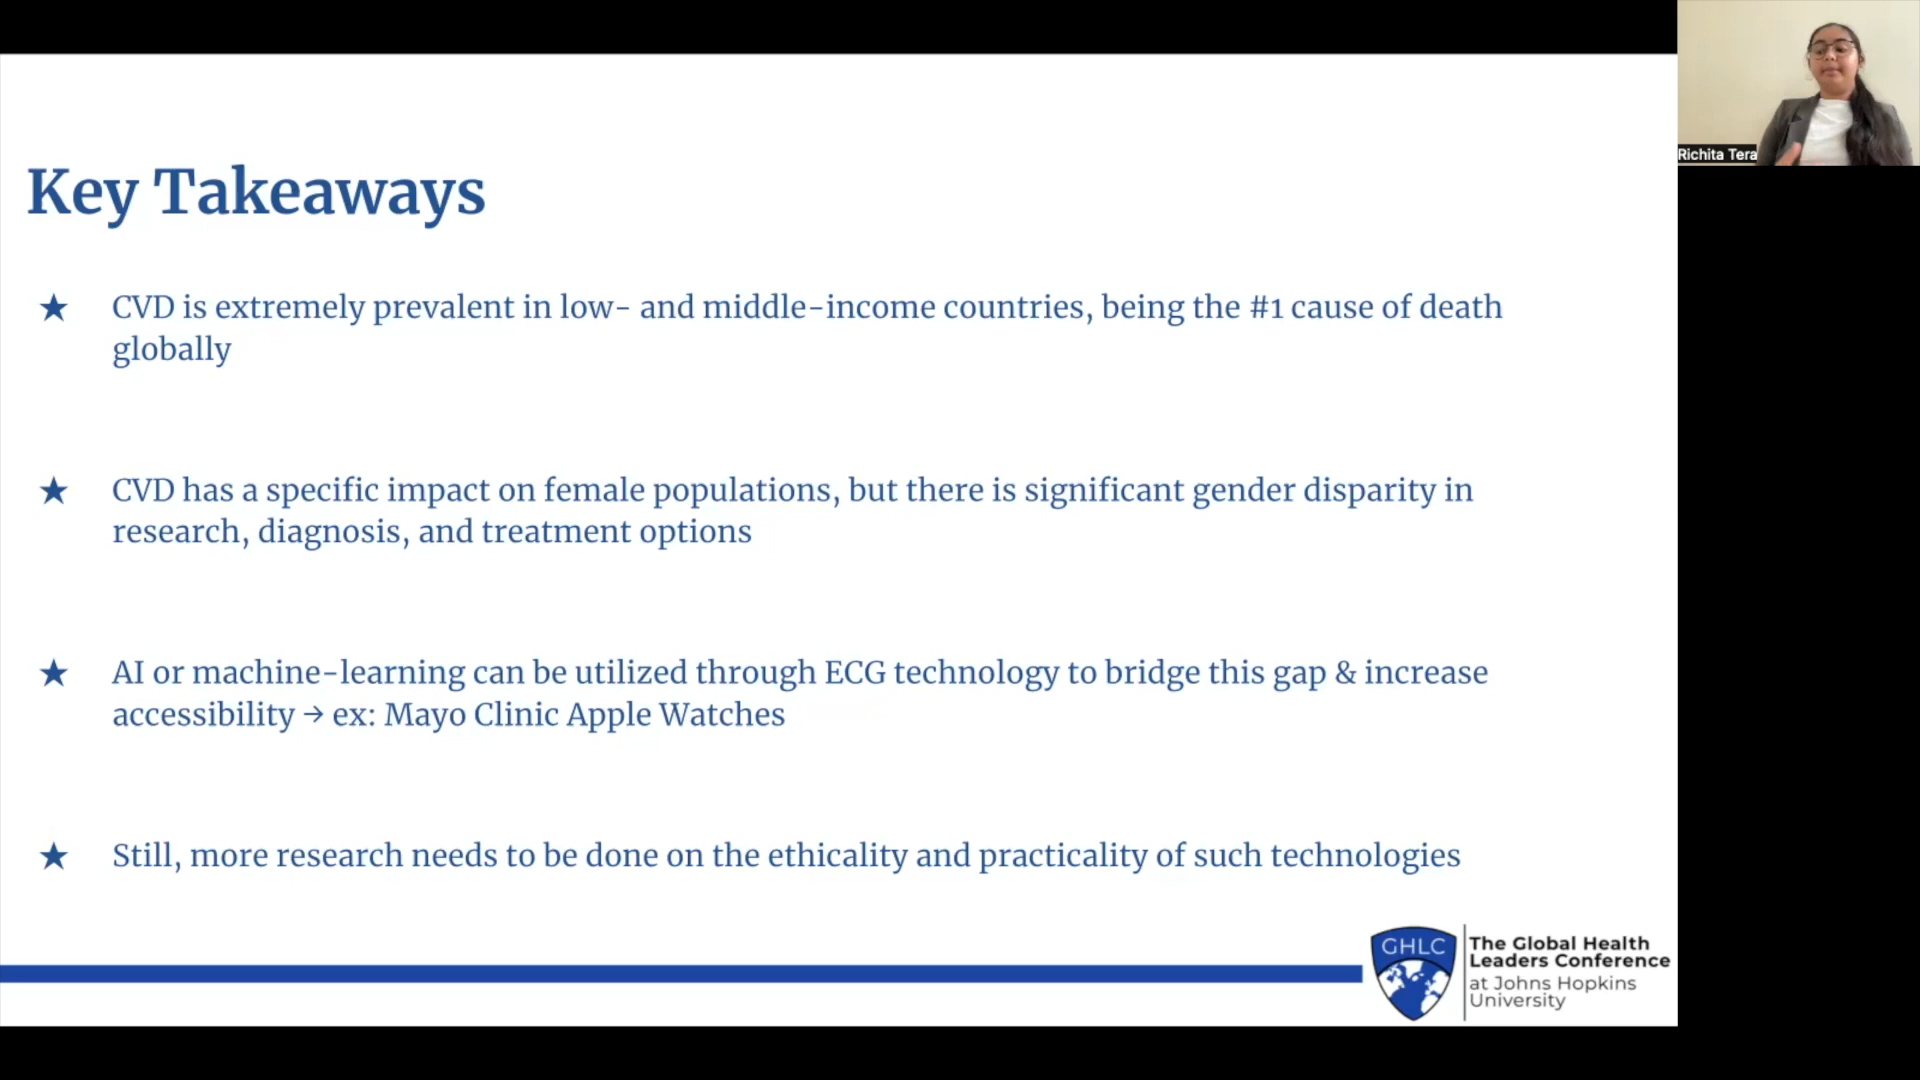 Key Takeaways
★ CVD is extremely prevalent in low- and middle-income countries, being the #1 cause of death
globally
★ CVD has a specific impact on female populations, but there is significant gender disparity in
research, diagnosis, and treatment options
★ AI or machine-learning can be utilized through ECG technology to bridge this gap & increase
accessibility → ex: Mayo Clinic Apple Watches
★ Still, more research needs to be done on the ethicality and practicality of such technologies
GHLC
The Global Health
Leaders Conference
at Johns Hopkins
University
Richita Tera